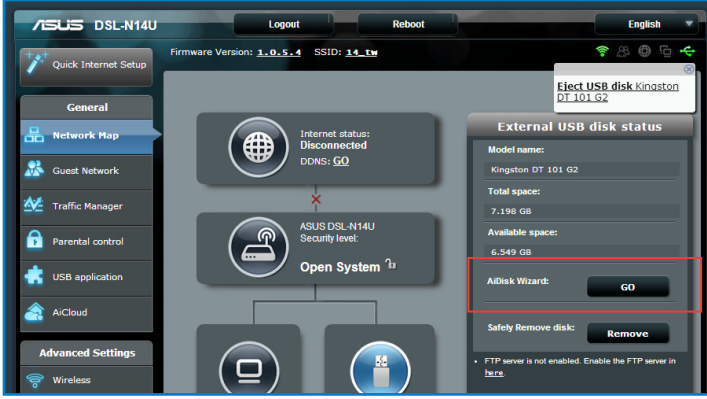 ASUS DSL-N14U
Logout
Reboot
English
Quick Internet Setup
Firmware Version: 1.0.5.4 SSID: 14_tw
Eject USB disk Kingston
DT 101 G2
General
Network Map
Guest Network
Traffic Manager
Parental control
USB application
AiCloud
Advanced Settings
Wireless
Internet status:
Disconnected
DDNS: GO
ASUS DSL-N14U
Security level:
Open System
External USB disk status
Model name:
Kingston DT 101 G2
Total space:
7.198 GB
Available space:
6.549 GB
AiDisk Wizard:
GO
Safely Remove disk:
Remove
• FTP server is not enabled. Enable the FTP server in
here.